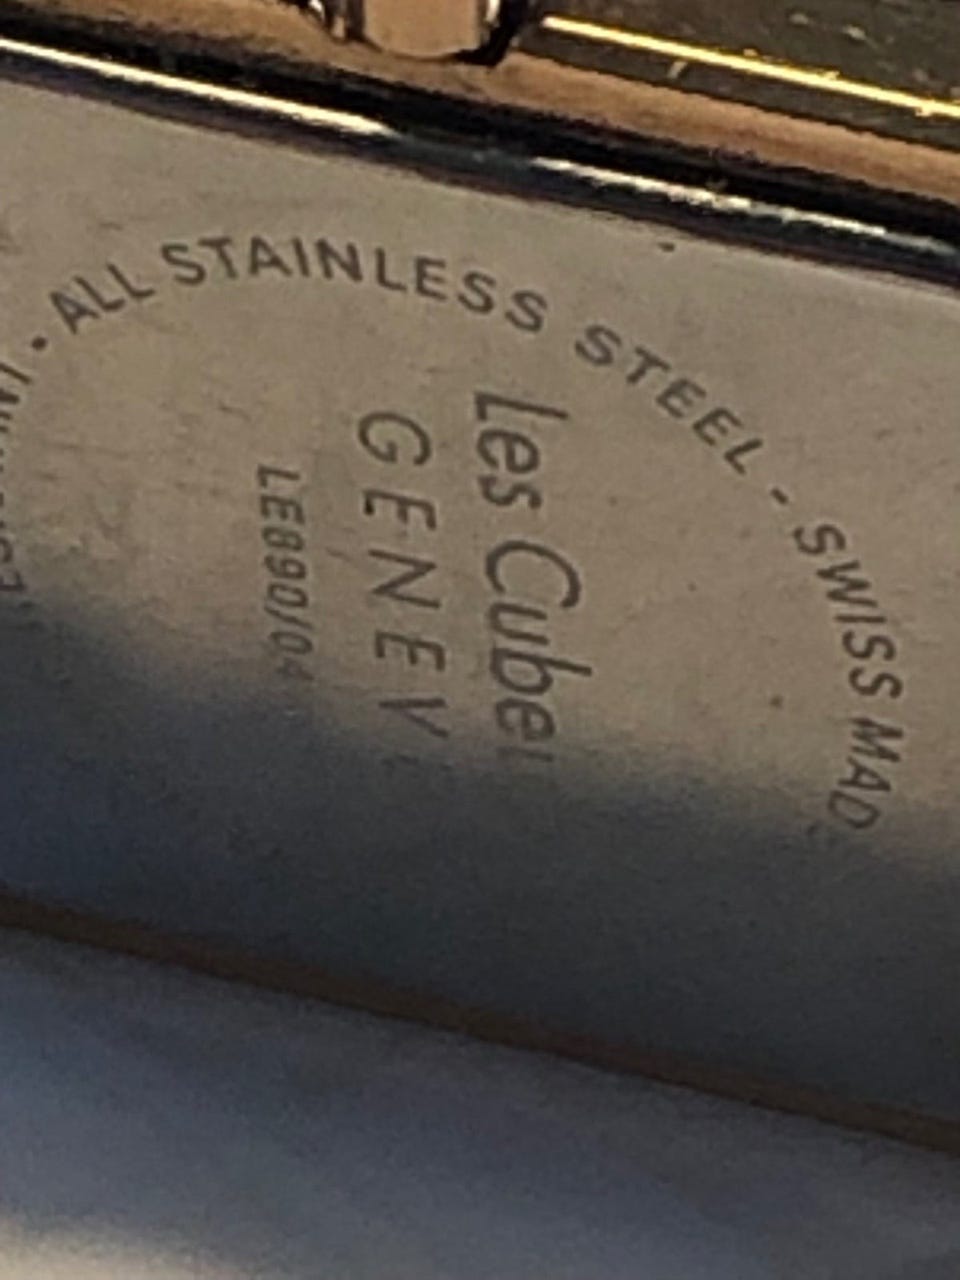 ALL STAINLESS STEEL - SWISS MAD
Les Cube
GENEV
LE890/04